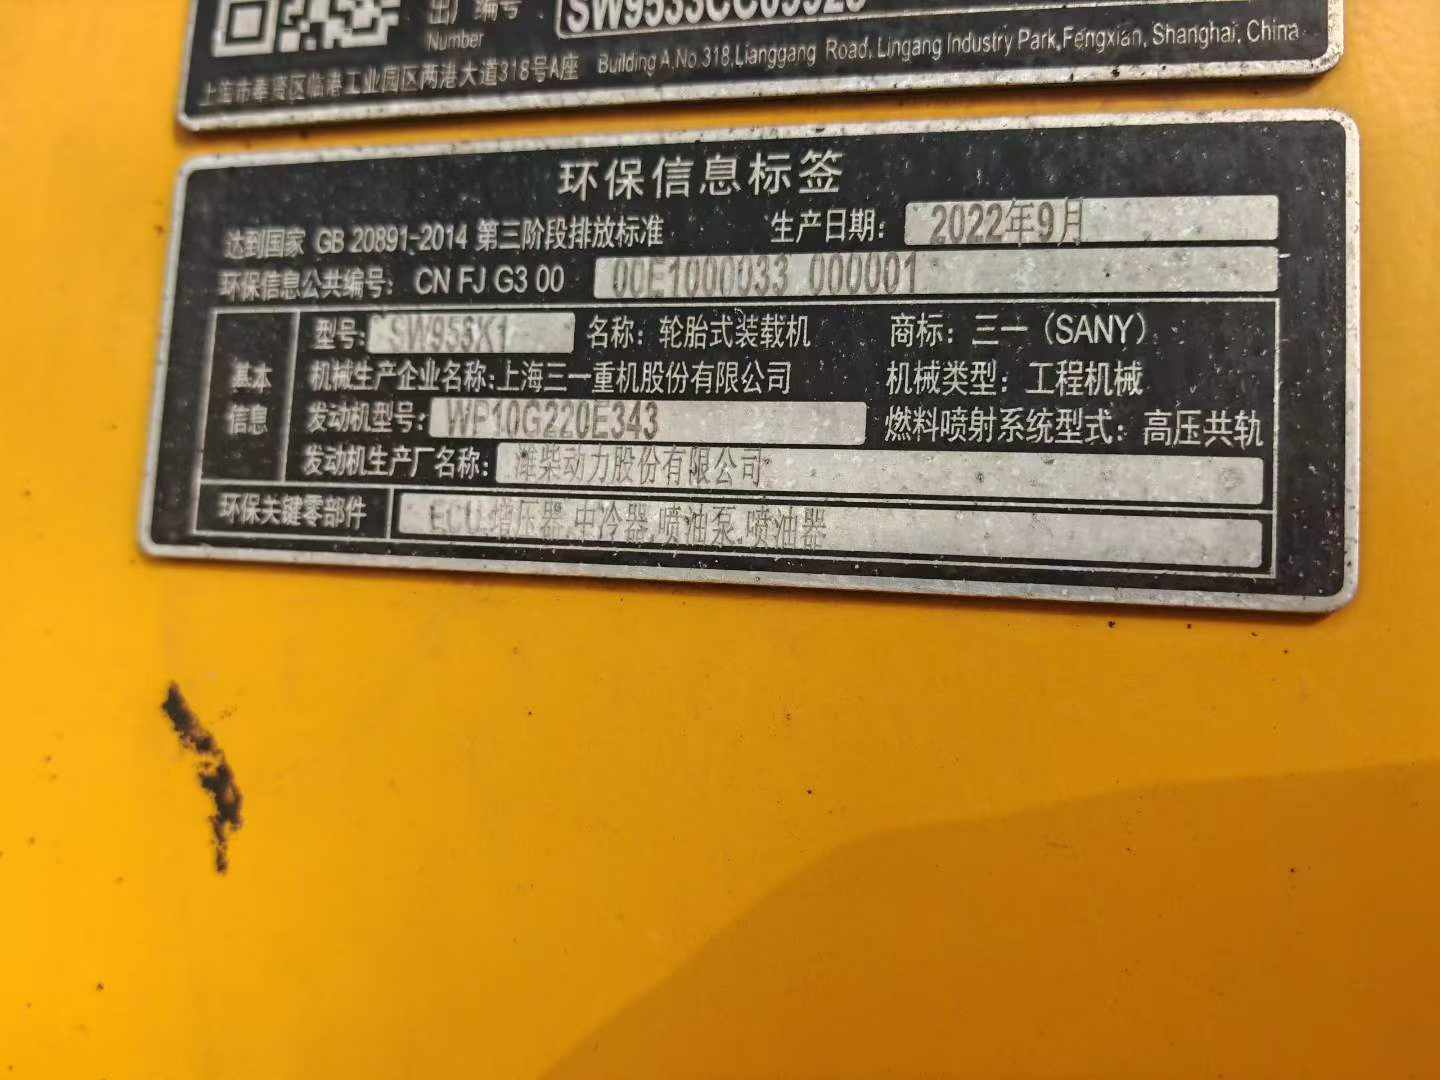 出厂编号
Number
上海市奉贤区临港工业园区两港大道318号A座 Building A,No.318,Lianggang Road,Lingang Industry Park,Fengxian, Shanghai, China
环保信息标签
达到国家 GB 20891-2014 第三阶段排放标准 生产日期: 2022年9月
环保信息公共编号: CN FJ G3 00 00E1000033 000001
型号: SW955K1 名称: 轮胎式装载机 商标: 三一 (SANY)
基本信息
机械生产企业名称:上海三一重机股份有限公司 机械类型: 工程机械
发动机型号: WP10G220E343 燃料喷射系统型式: 高压共轨
发动机生产厂名称: 潍柴动力股份有限公司
环保关键零部件 ECU,增压器,中冷器,喷油泵,喷油器